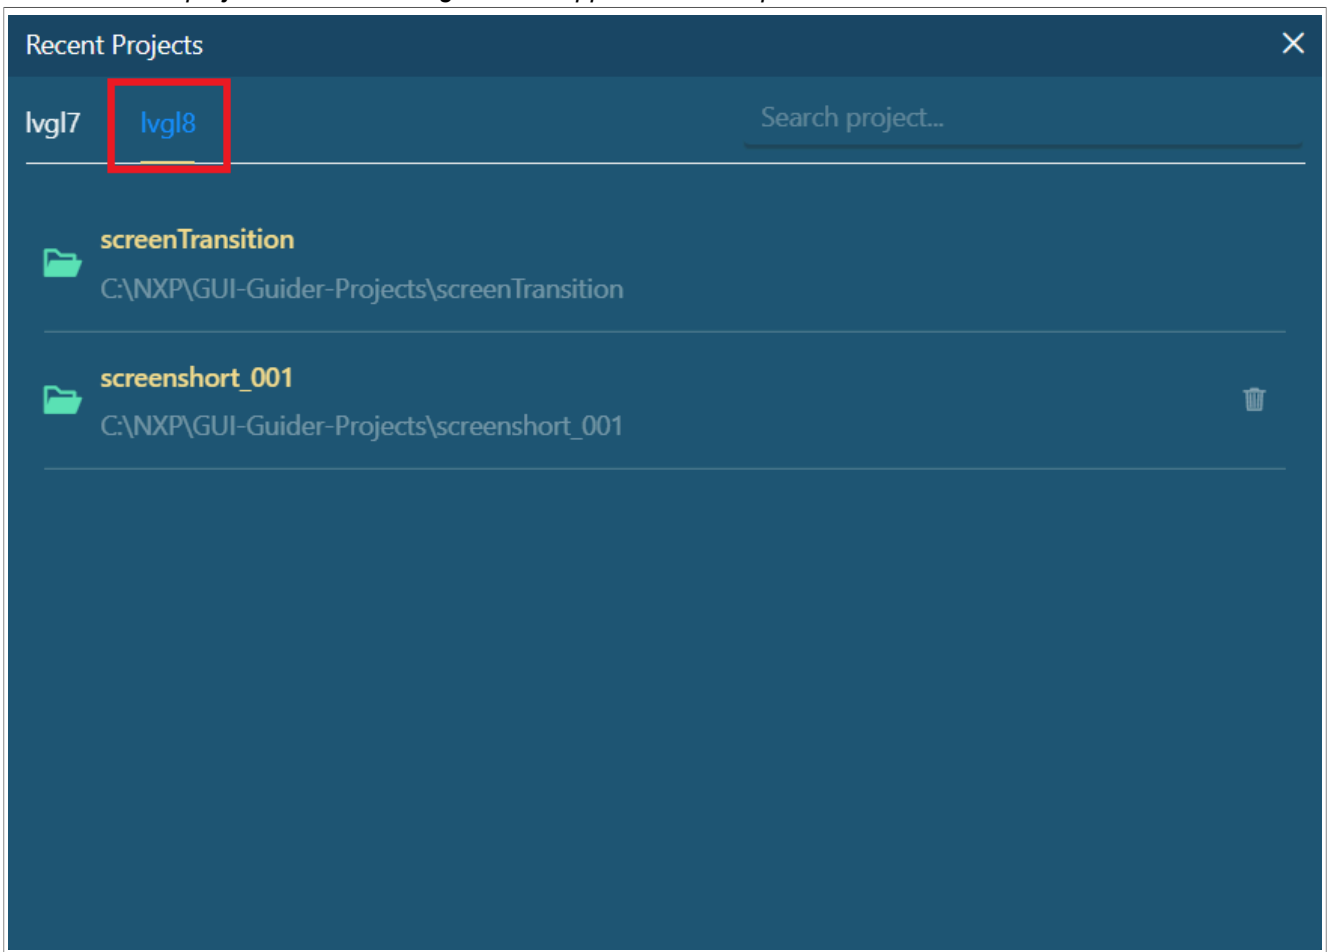 Recent Projects
lvgl7 lvgl8 Search project...
screenTransition
C:\NXP\GUI-Guider-Projects\screenTransition
screenshort_001
C:\NXP\GUI-Guider-Projects\screenshort_001